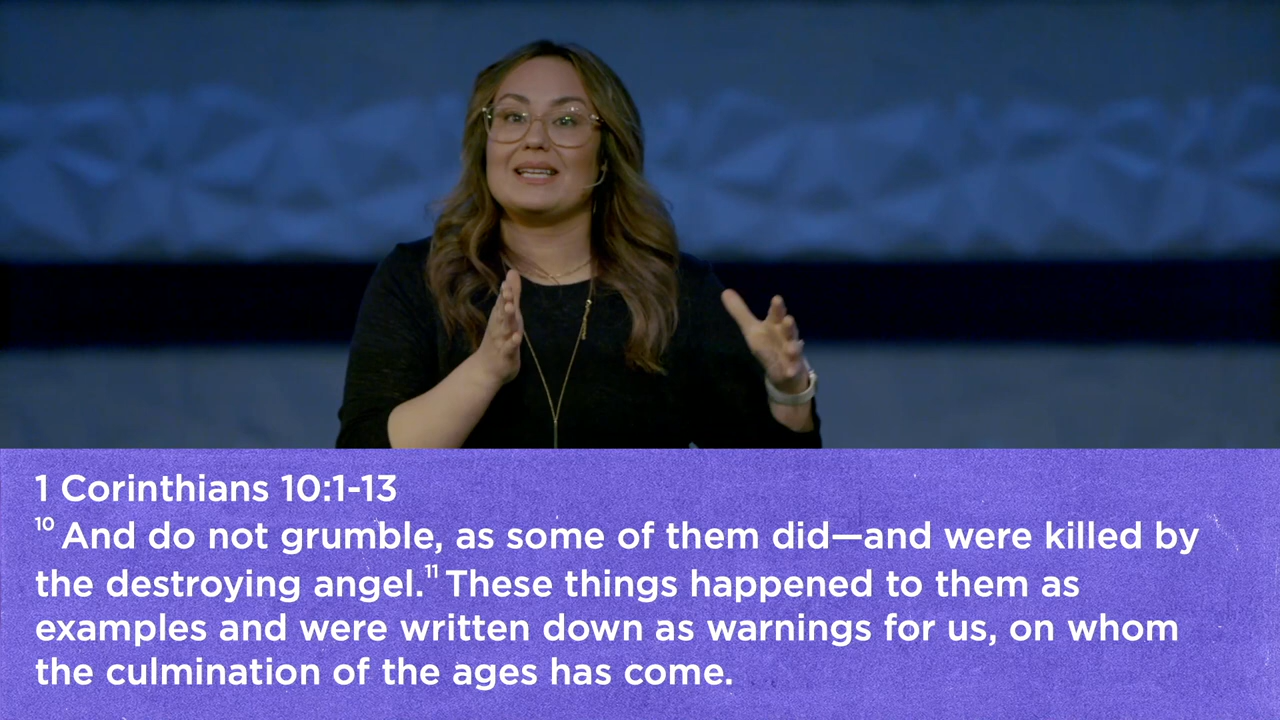 1 Corinthians 10:1-13
10 And do not grumble, as some of them did—and were killed by
the destroying angel. 11 These things happened to them as
examples and were written down as warnings for us, on whom
the culmination of the ages has come.